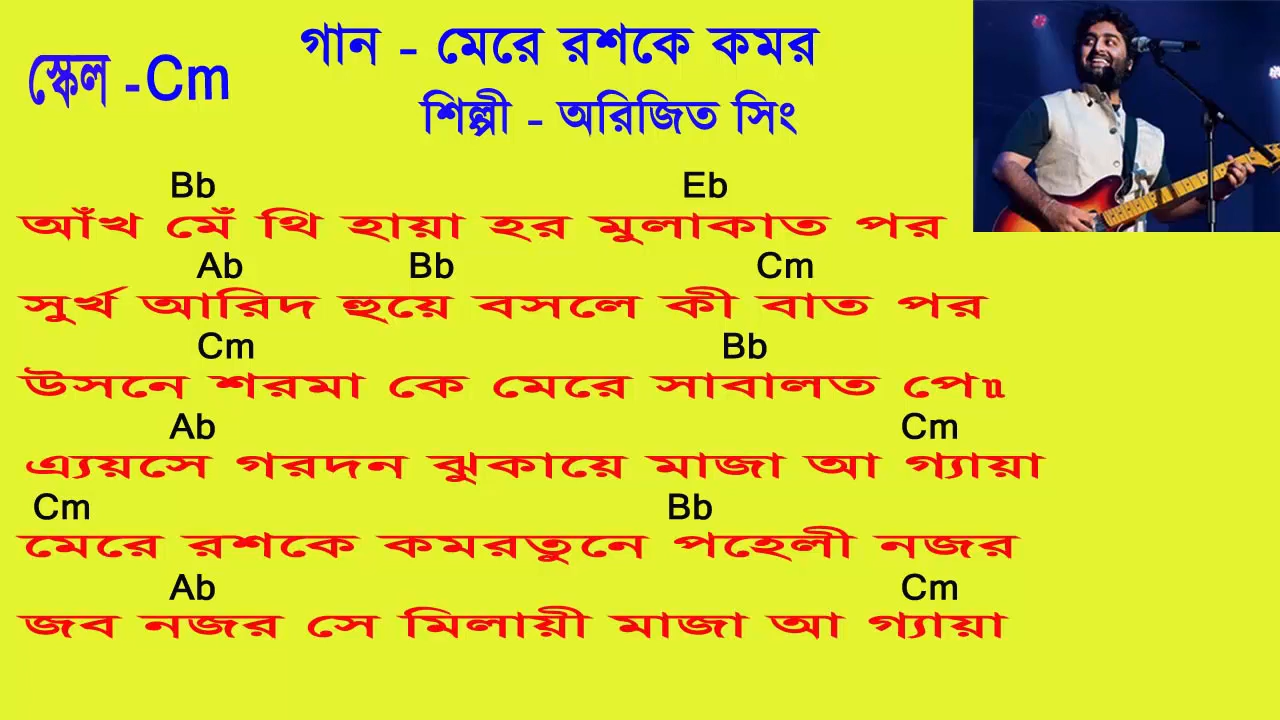 গান - মেরে রশকে কমর
স্কেল -Cm
শিল্পী - অরিজিত সিং
Bb Eb
আঁখ মেঁ থি হায়া হর মুলাকাত পর
Ab Bb Cm
সুর্খ আরিদ হুয়ে বসলে কী বাত পর
Cm Bb
উসনে শরমা কে মেরে সাবালত পেn
Ab Cm
এ্যয়সে গরদন ঝুকায়ে মাজা আ গ্যায়া
Cm Bb
মেরে রশকে কমরতুনে পহেলী নজর
Ab Cm
জব নজর সে মিলায়ী মাজা আ গ্যায়া